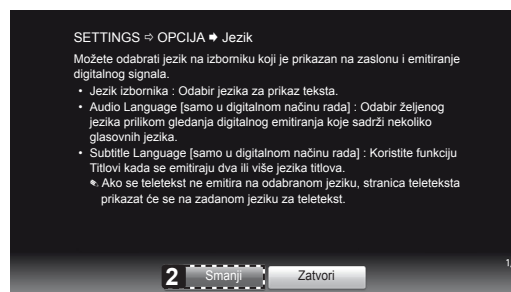 SETTINGS ⇨ OPCIJA ➡ Jezik
Možete odabrati jezik na izborniku koji je prikazan na zaslonu i emitiranje
digitalnog signala.
• Jezik izbornika : Odabir jezika za prikaz teksta.
• Audio Language [samo u digitalnom načinu rada] : Odabir željenog
jezika prilikom gledanja digitalnog emitiranja koje sadrži nekoliko
glasovnih jezika.
• Subtitle Language [samo u digitalnom načinu rada] : Koristite funkciju
Titlovi kada se emitiraju dva ili više jezika titlova.
✎ Ako se teletekst ne emitira na odabranom jeziku, stranica teleteksta
prikazat će se na zadanom jeziku za teletekst.
1/
2 Smanji Zatvori